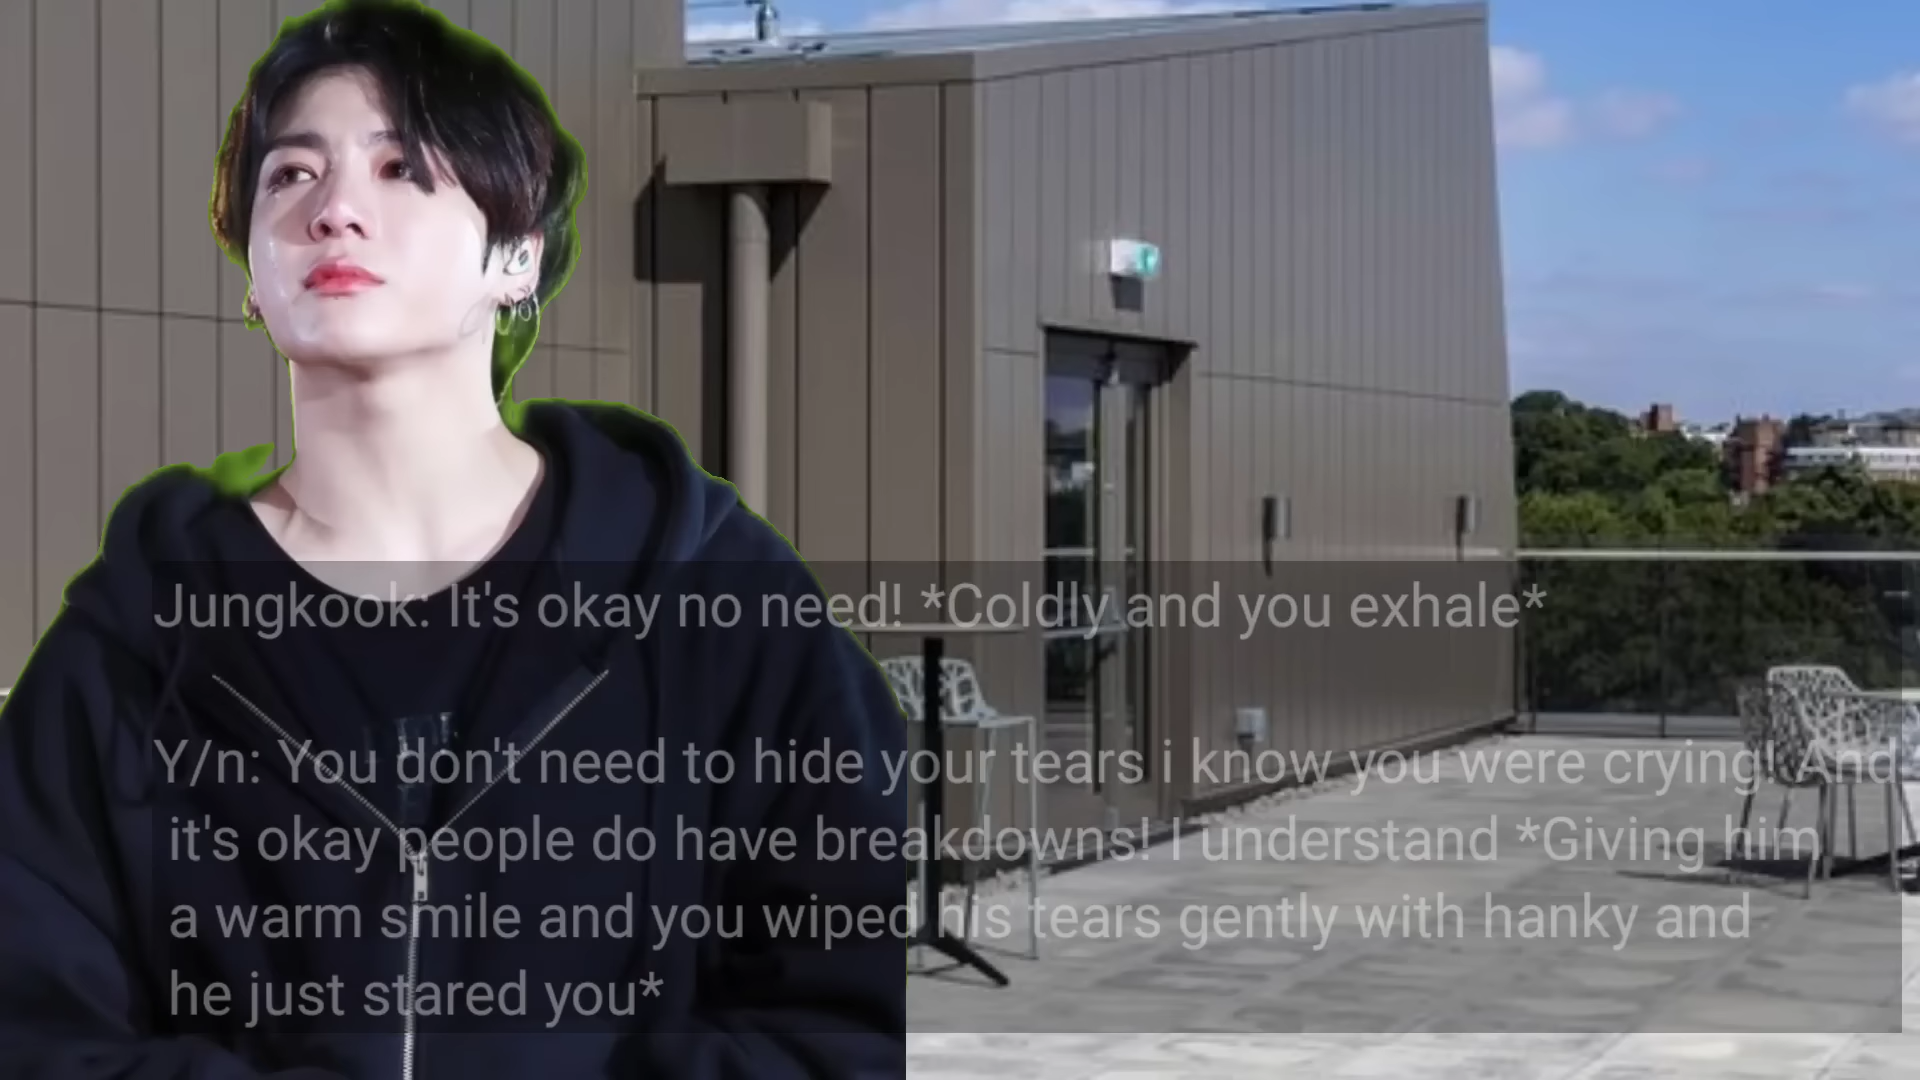 Jungkook: It's okay no need! *Coldly and you exhale*
Y/n: You don't need to hide your tears i know you were crying! And
it's okay people do have breakdowns! I understand *Giving him
a warm smile and you wiped his tears gently with hanky and
he just stared you*